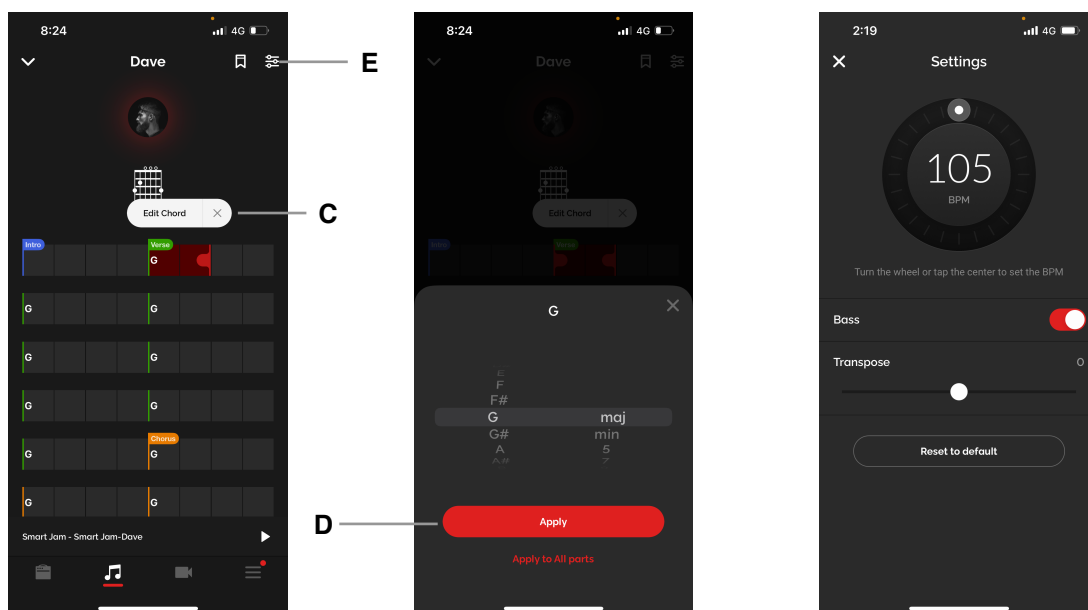 8:24
4G
Dave
E
Edit Chord
C
Intro
Verse
G
G
G
G
G
G
G
G
Chorus
G
G
G
Smart Jam - Smart Jam-Dave
8:24
4G
Dave
Edit Chord
Intro
Verse
G
E
F
F#
G maj
G# min
A 5
A# 7
D
Apply
Apply to All parts
2:19
4G
Settings
105
BPM
Turn the wheel or tap the center to set the BPM
Bass
Transpose 0
Reset to default